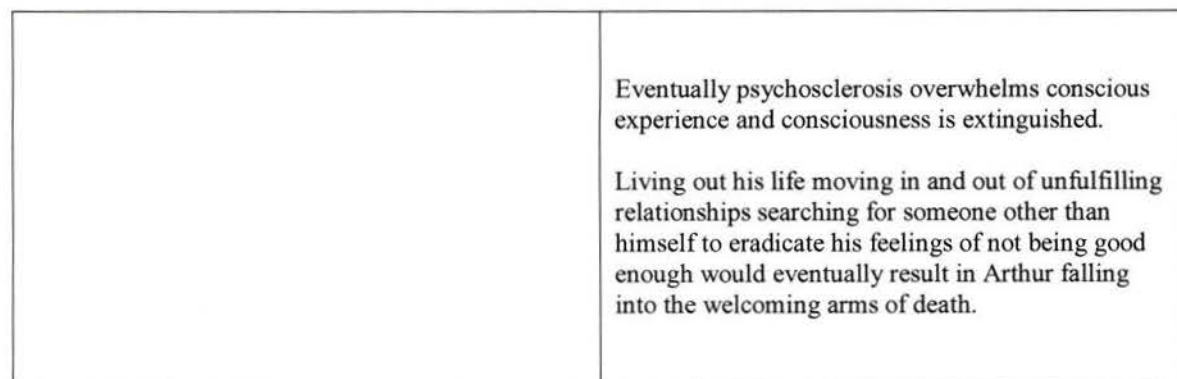 Eventually psychosclerosis overwhelms conscious
experience and consciousness is extinguished.
Living out his life moving in and out of unfulfilling
relationships searching for someone other than
himself to eradicate his feelings of not being good
enough would eventually result in Arthur falling
into the welcoming arms of death.